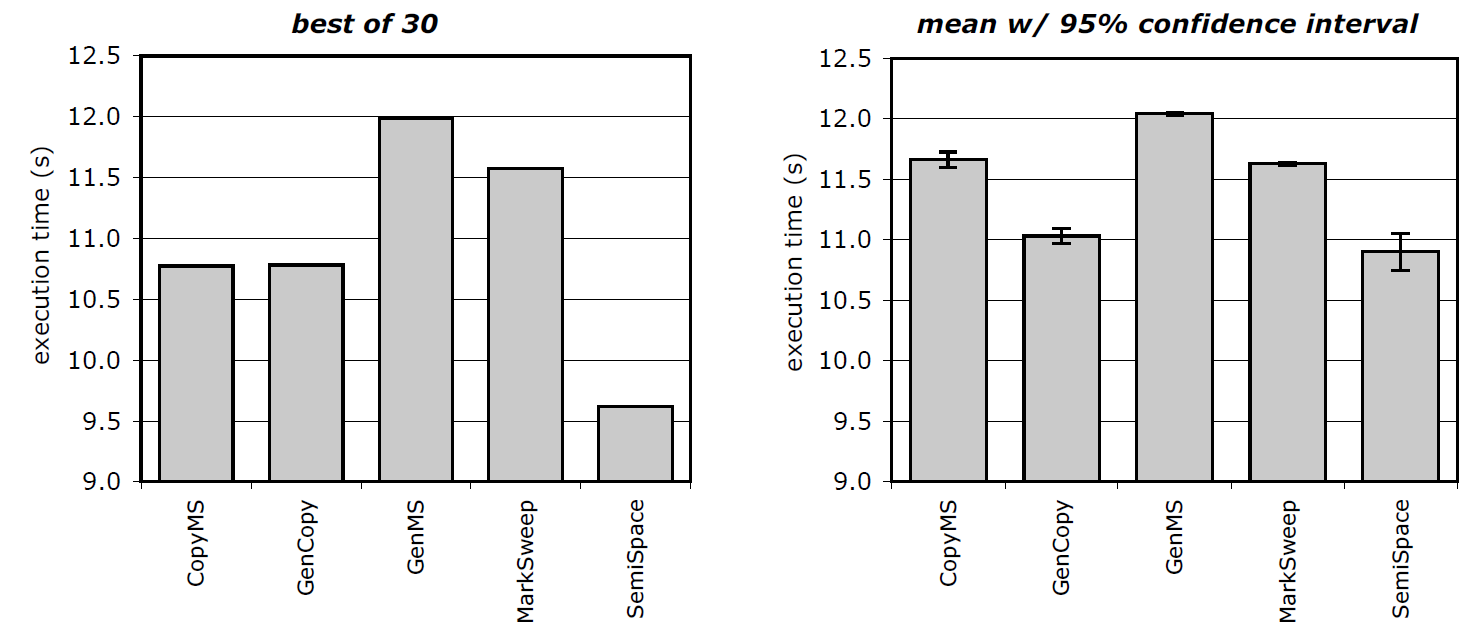 best of 30
execution time (s)
12.5
12.0
11.5
11.0
10.5
10.0
9.5
9.0
CopyMS
GenCopy
GenMS
MarkSweep
SemiSpace
mean w/ 95% confidence interval
execution time (s)
12.5
12.0
11.5
11.0
10.5
10.0
9.5
9.0
CopyMS
GenCopy
GenMS
MarkSweep
SemiSpace